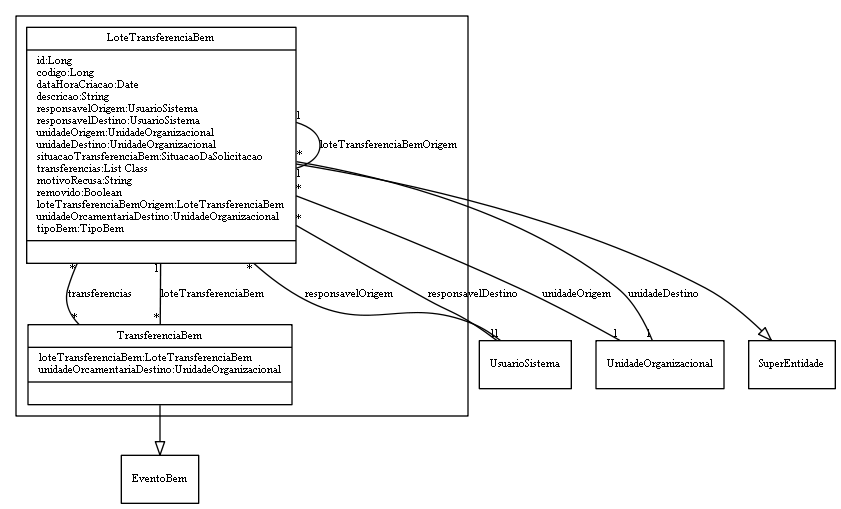 LoteTransferenciaBem
id:Long
codigo:Long
dataHoraCriacao:Date
descricao:String
responsavelOrigem:UsuarioSistema
responsavelDestino:UsuarioSistema
unidadeOrigem:UnidadeOrganizacional
unidadeDestino:UnidadeOrganizacional
situacaoTransferenciaBem:SituacaoDaSolicitacao
transferencias:List Class
motivoRecusa:String
removido:Boolean
loteTransferenciaBemOrigem:LoteTransferenciaBem
unidadeOrcamentariaDestino:UnidadeOrganizacional
tipoBem:TipoBem
1
loteTransferenciaBemOrigem
*
1
*
*
* 1 *
transferencias loteTransferenciaBem responsavelOrigem responsavelDestino unidadeOrigem unidadeDestino
* *
1 1 1 1
TransferenciaBem
loteTransferenciaBem:LoteTransferenciaBem
unidadeOrcamentariaDestino:UnidadeOrganizacional
UsuarioSistema UnidadeOrganizacional SuperEntidade
EventoBem